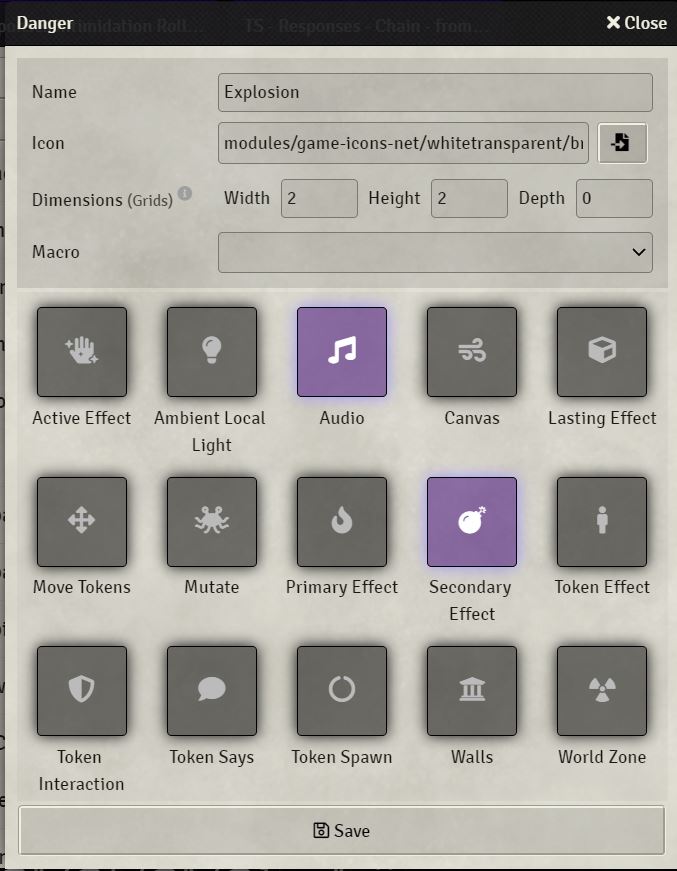 Danger
Close
Name
Explosion
Icon
modules/game-icons-net/whitetransparent/
Dimensions (Grids)
Width 2 Height 2 Depth 0
Macro
Active Effect
Ambient Local
Light
Audio
Canvas
Lasting Effect
Move Tokens
Mutate
Primary Effect
Secondary
Effect
Token Effect
Token
Interaction
Token Says
Token Spawn
Walls
World Zone
Save